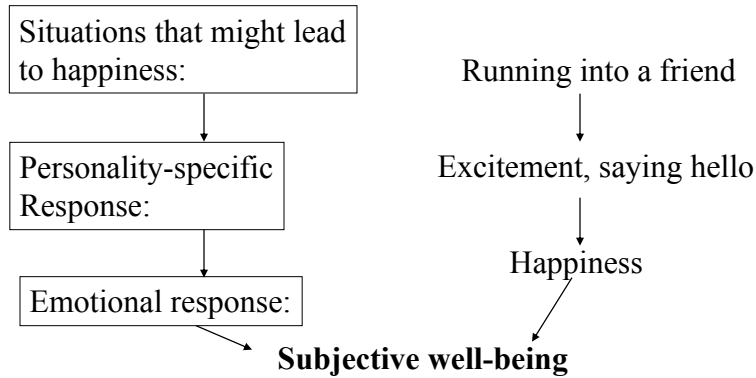 Situations that might lead
to happiness:
Running into a friend
Personality-specific
Response:
Excitement, saying hello
Emotional response:
Happiness
Subjective well-being